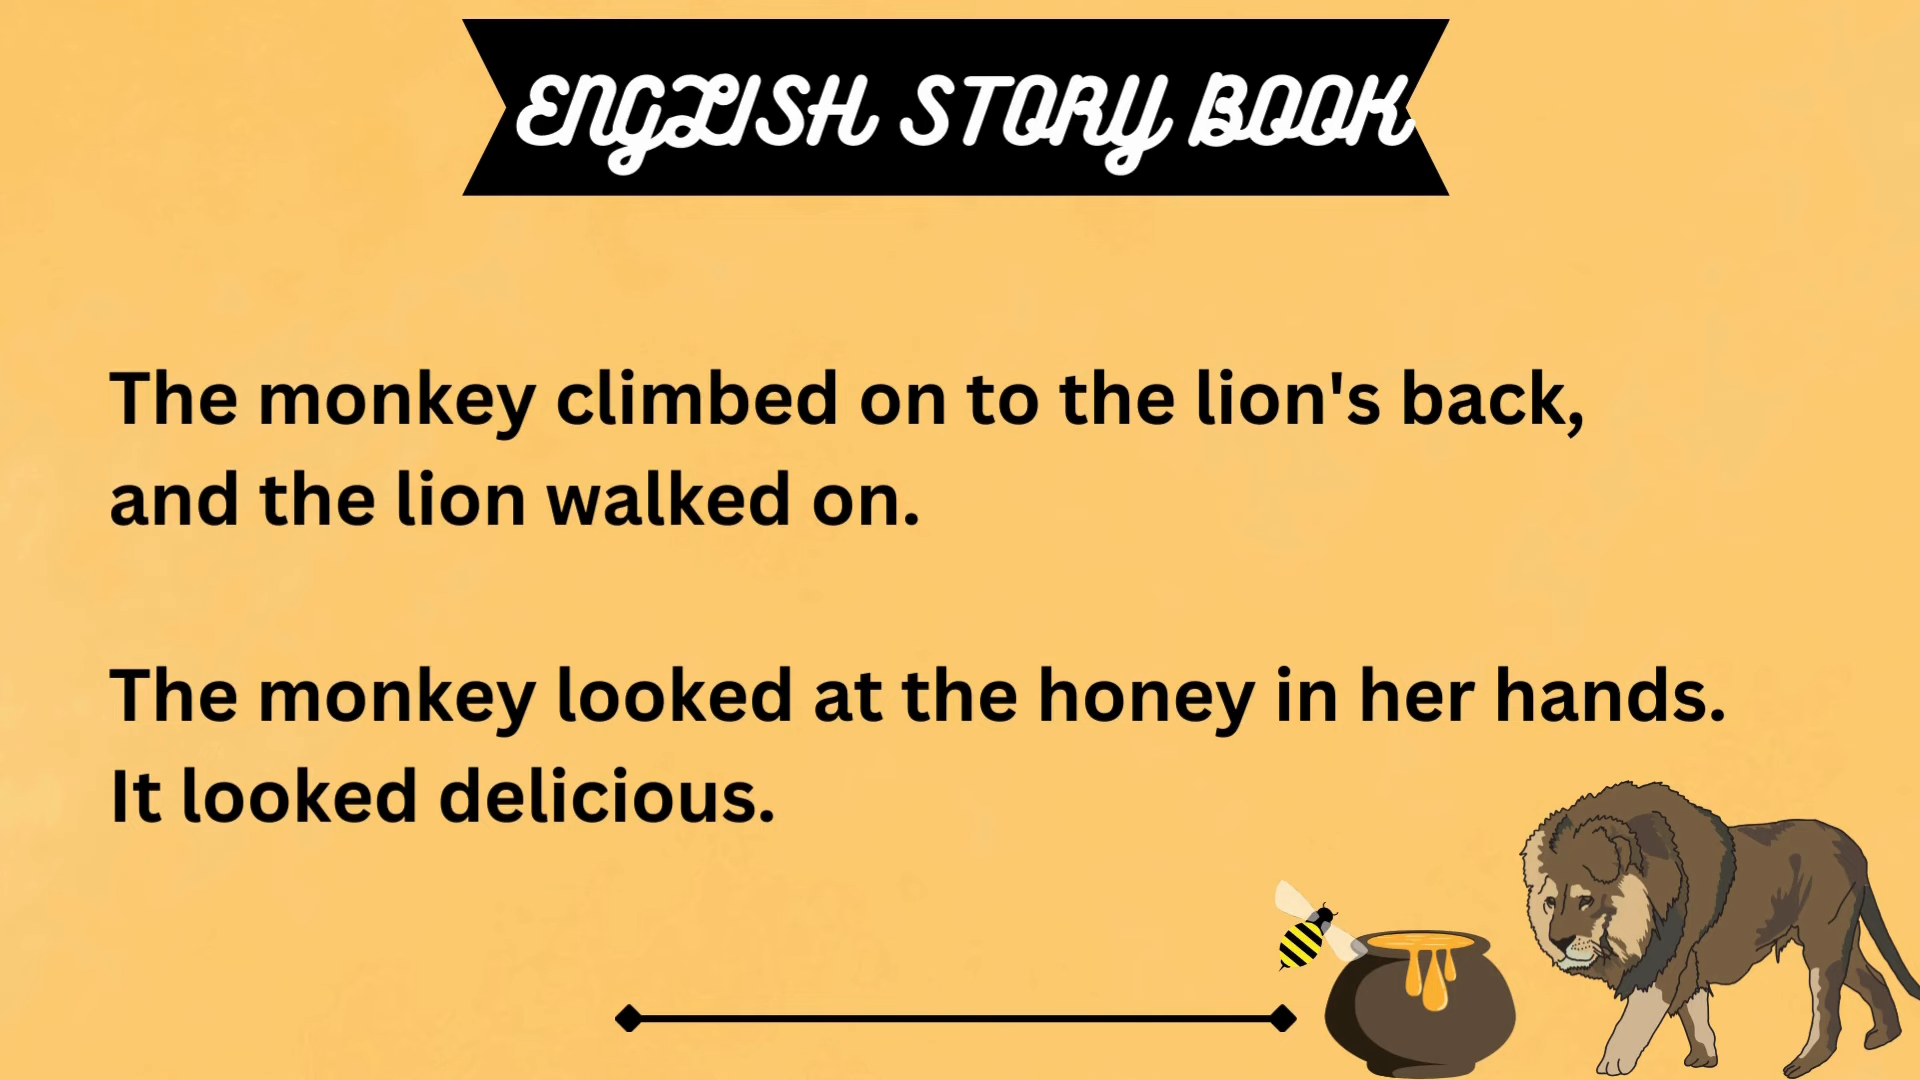 ENGLISH STORY BOOK
The monkey climbed on to the lion's back,
and the lion walked on.
The monkey looked at the honey in her hands.
It looked delicious.